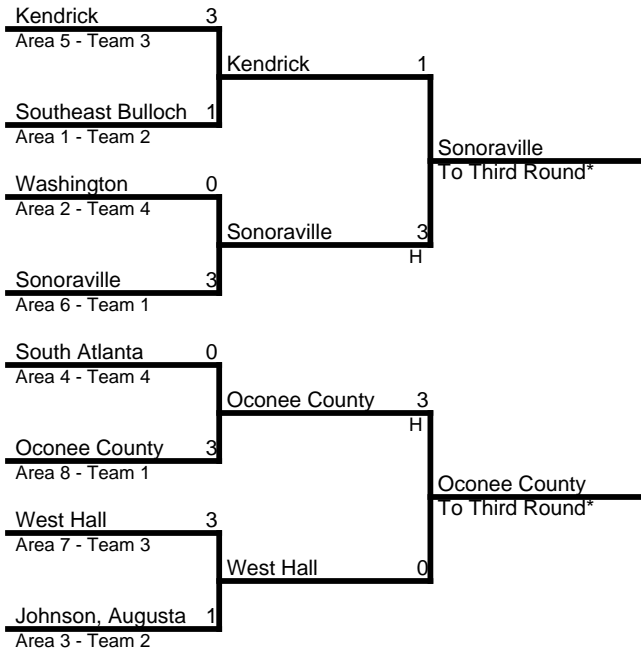 Kendrick 3
Area 5 - Team 3
Kendrick 1
Southeast Bulloch 1
Area 1 - Team 2
Sonoraville
To Third Round*
Washington 0
Area 2 - Team 4
Sonoraville 3
H
Sonoraville 3
Area 6 - Team 1
South Atlanta 0
Area 4 - Team 4
Oconee County 3
H
Oconee County 3
Area 8 - Team 1
Oconee County
To Third Round*
West Hall 3
Area 7 - Team 3
West Hall 0
Johnson, Augusta 1
Area 3 - Team 2